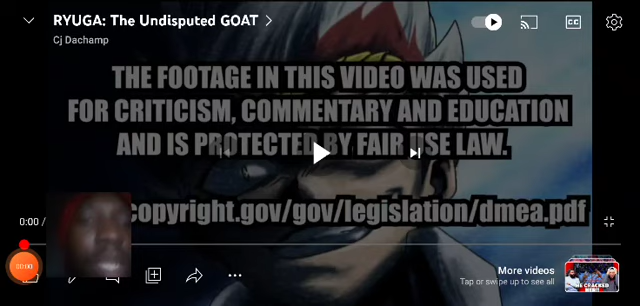 RYUGA: The Undisputed GOAT
Cj Dachamp
CC
THE FOOTAGE IN THIS VIDEO WAS USED
FOR CRITICISM, COMMENTARY AND EDUCATION
AND IS PROTECTED BY FAIR USE LAW.
copyright.gov/gov/legislation/dmea.pdf
0:00 /
00:00
More videos
Tap or swipe up to see all